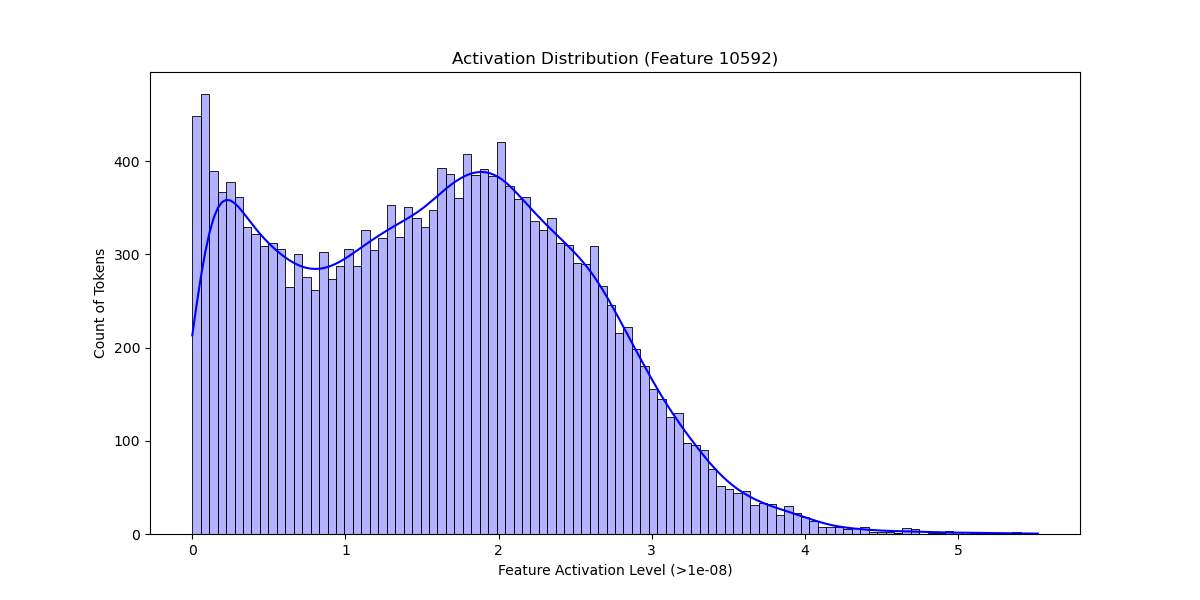 Activation Distribution (Feature 10592)
400
300
200
100
0
Count of Tokens
0 1 2 3 4 5
Feature Activation Level (>1e-08)